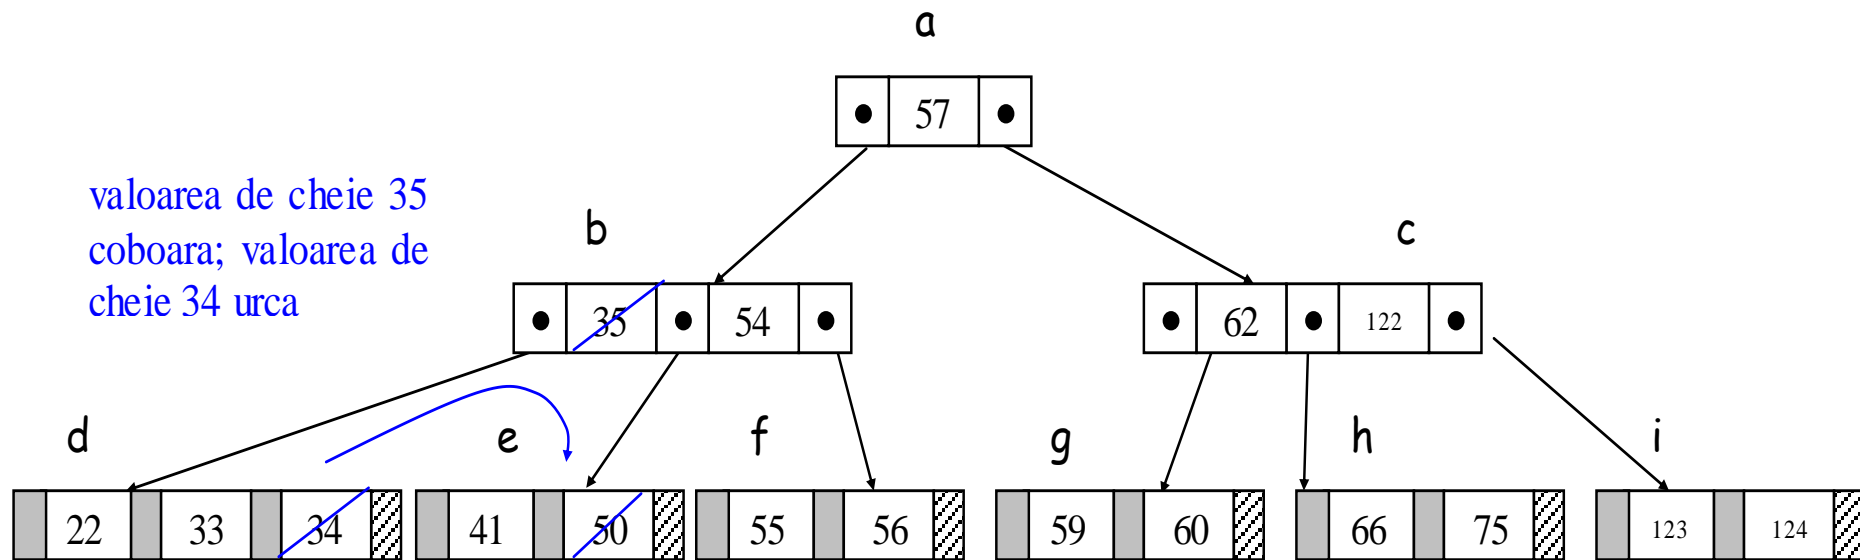 a
57
valoarea de cheie 35
coboara; valoarea de
cheie 34 urca
b
c
35 54
62 122
d
e
f
g
h
i
22 33 34
41 50
55 56
59 60
66 75
123 124